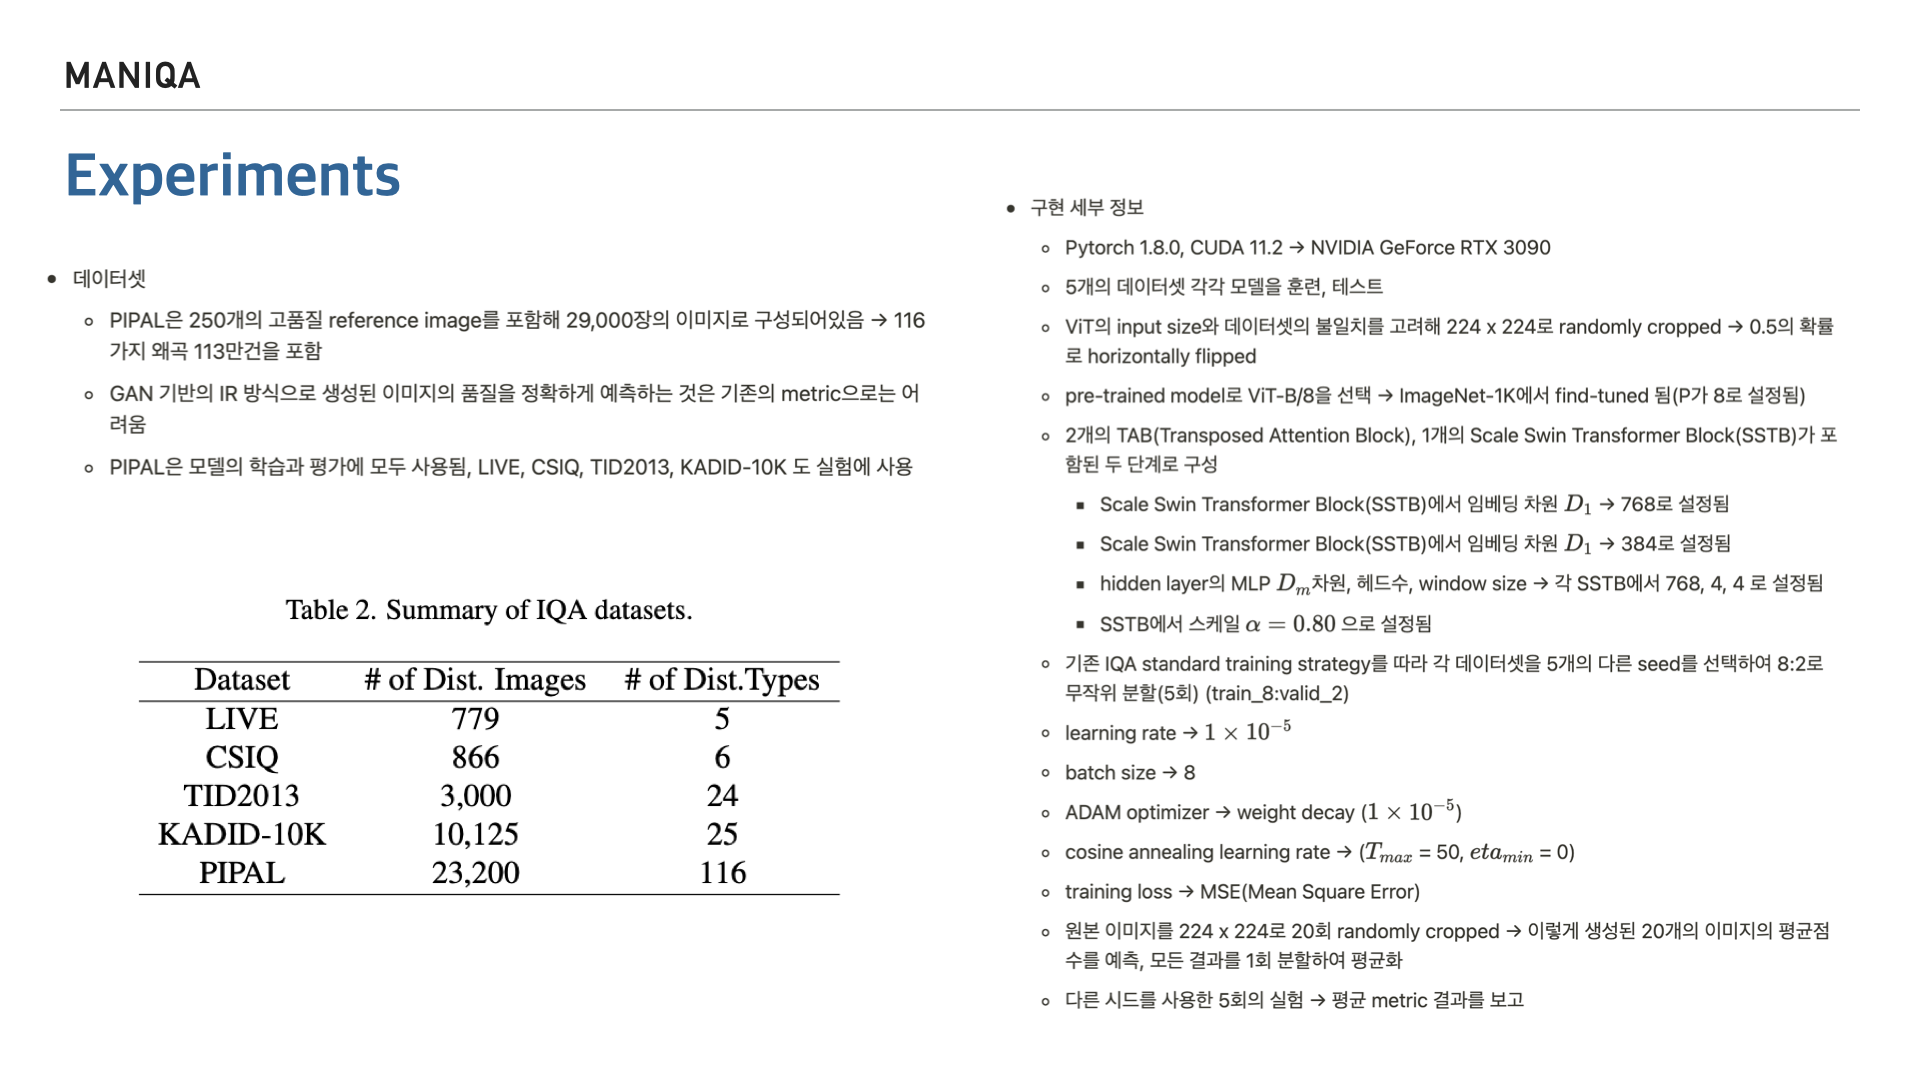 MANIQA
Experiments
• 데이터셋
◦ PIPAL은 250개의 고품질 reference image를 포함해 29,000장의 이미지로 구성되어있음 → 116
가지 왜곡 113만건을 포함
◦ GAN 기반의 IR 방식으로 생성된 이미지의 품질을 정확하게 예측하는 것은 기존의 metric으로는 어
려움
◦ PIPAL은 모델의 학습과 평가에 모두 사용됨, LIVE, CSIQ, TID2013, KADID-10K 도 실험에 사용
Table 2. Summary of IQA datasets.
Dataset # of Dist. Images # of Dist.Types
LIVE 779 5
CSIQ 866 6
TID2013 3,000 24
KADID-10K 10,125 25
PIPAL 23,200 116
• 구현 세부 정보
◦ Pytorch 1.8.0, CUDA 11.2 → NVIDIA GeForce RTX 3090
◦ 5개의 데이터셋 각각 모델을 훈련, 테스트
◦ ViT의 input size와 데이터셋의 불일치를 고려해 224 x 224로 randomly cropped → 0.5의 확률
로 horizontally flipped
◦ pre-trained model로 ViT-B/8을 선택 → ImageNet-1K에서 find-tuned 됨(P가 8로 설정됨)
◦ 2개의 TAB(Transposed Attention Block), 1개의 Scale Swin Transformer Block(SSTB)가 포
함된 두 단계로 구성
▪ Scale Swin Transformer Block(SSTB)에서 임베딩 차원 D₁ → 768로 설정됨
▪ Scale Swin Transformer Block(SSTB)에서 임베딩 차원 D₁ → 384로 설정됨
▪ hidden layer의 MLP Dₘ차원, 헤드수, window size → 각 SSTB에서 768, 4, 4 로 설정됨
▪ SSTB에서 스케일 α = 0.80 으로 설정됨
◦ 기존 IQA standard training strategy를 따라 각 데이터셋을 5개의 다른 seed를 선택하여 8:2로
무작위 분할(5회) (train_8:valid_2)
◦ learning rate → 1 × 10⁻⁵
◦ batch size → 8
◦ ADAM optimizer → weight decay (1 × 10⁻⁵)
◦ cosine annealing learning rate → (T_max = 50, eta_min = 0)
◦ training loss → MSE(Mean Square Error)
◦ 원본 이미지를 224 x 224로 20회 randomly cropped → 이렇게 생성된 20개의 이미지의 평균점
수를 예측, 모든 결과를 1회 분할하여 평균화
◦ 다른 시드를 사용한 5회의 실험 → 평균 metric 결과를 보고